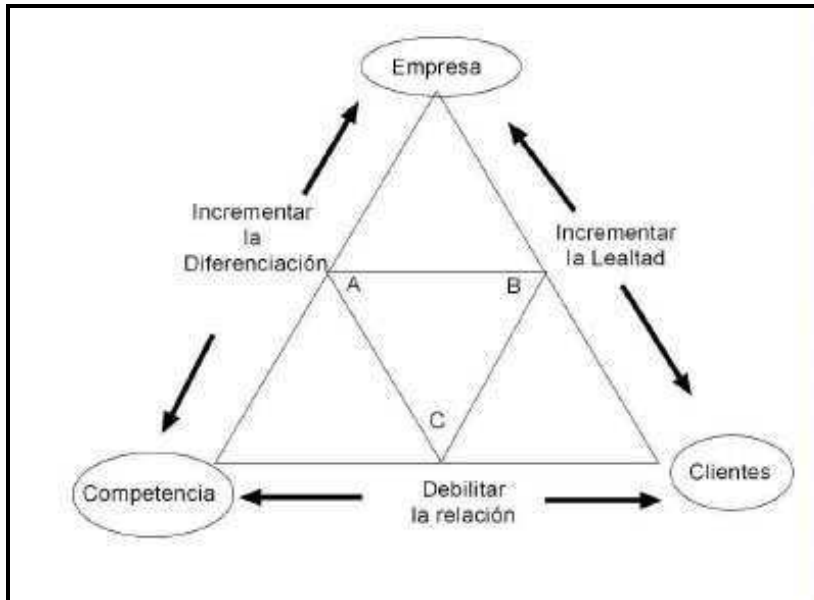 Empresa
Incrementar
la
Diferenciación
Incrementar
la Lealtad
A
B
C
Competencia
Debilitar
la relación
Clientes